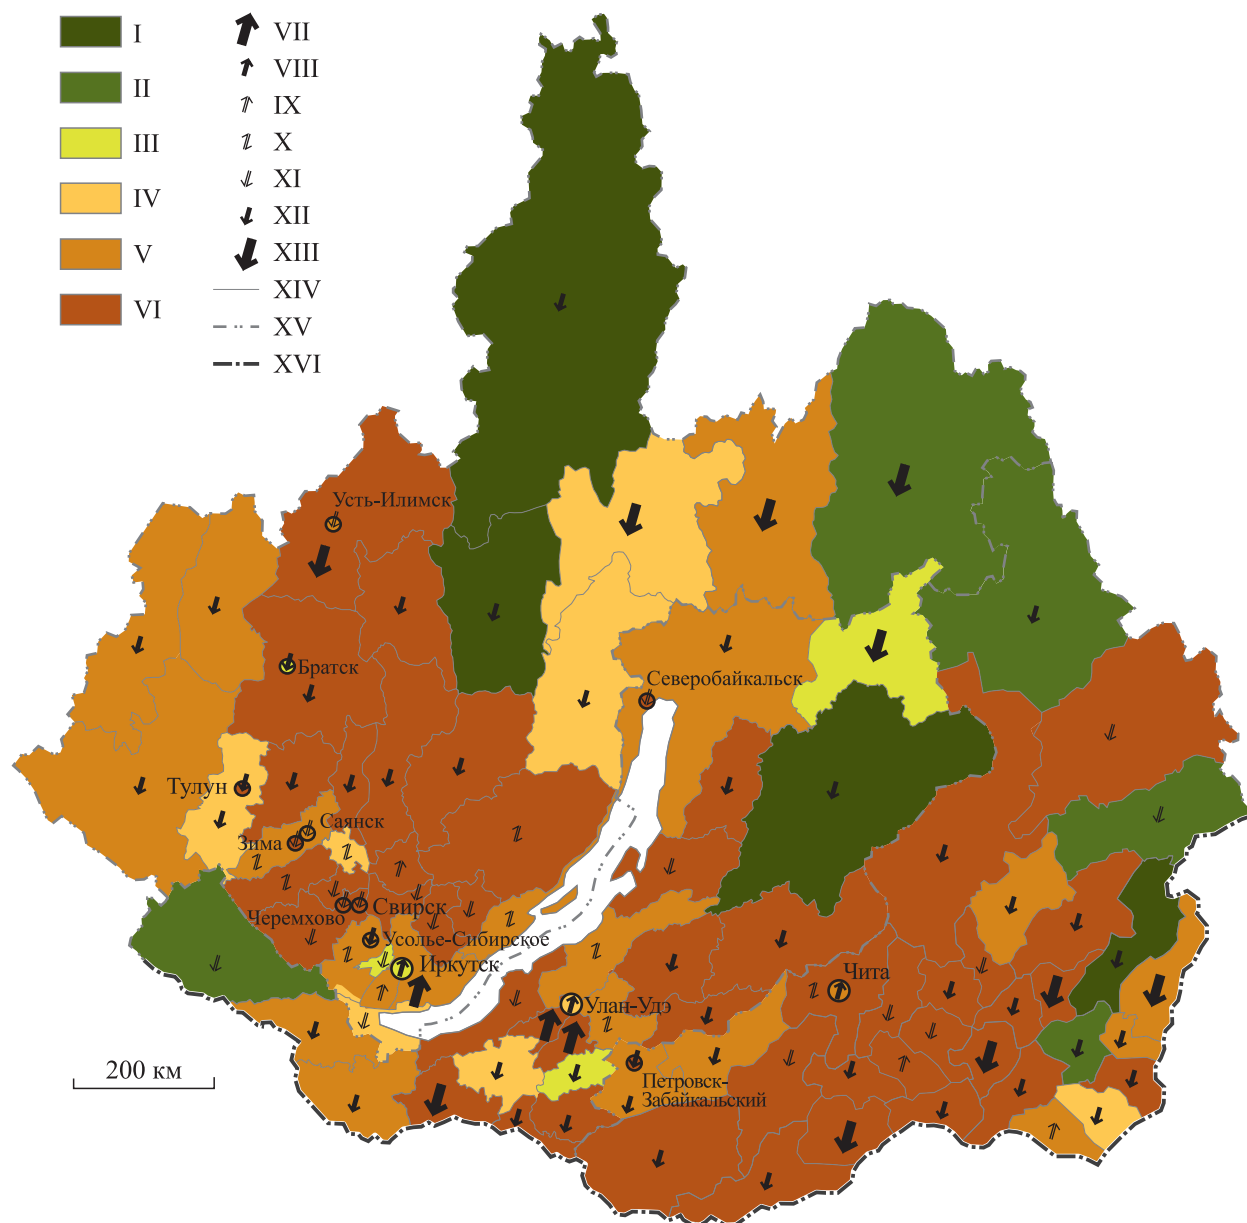 I
II
III
IV
V
VI
VII
VIII
IX
X
XI
XII
XIII
XIV
XV
XVI
Усть-Илимск
Братск
Северобайкальск
Тулун
Саянск
Зима
Черемхово
Свирск
Усолье-Сибирское
Иркутск
Чита
Улан-Удэ
Петровск-
Забайкальский
200 км